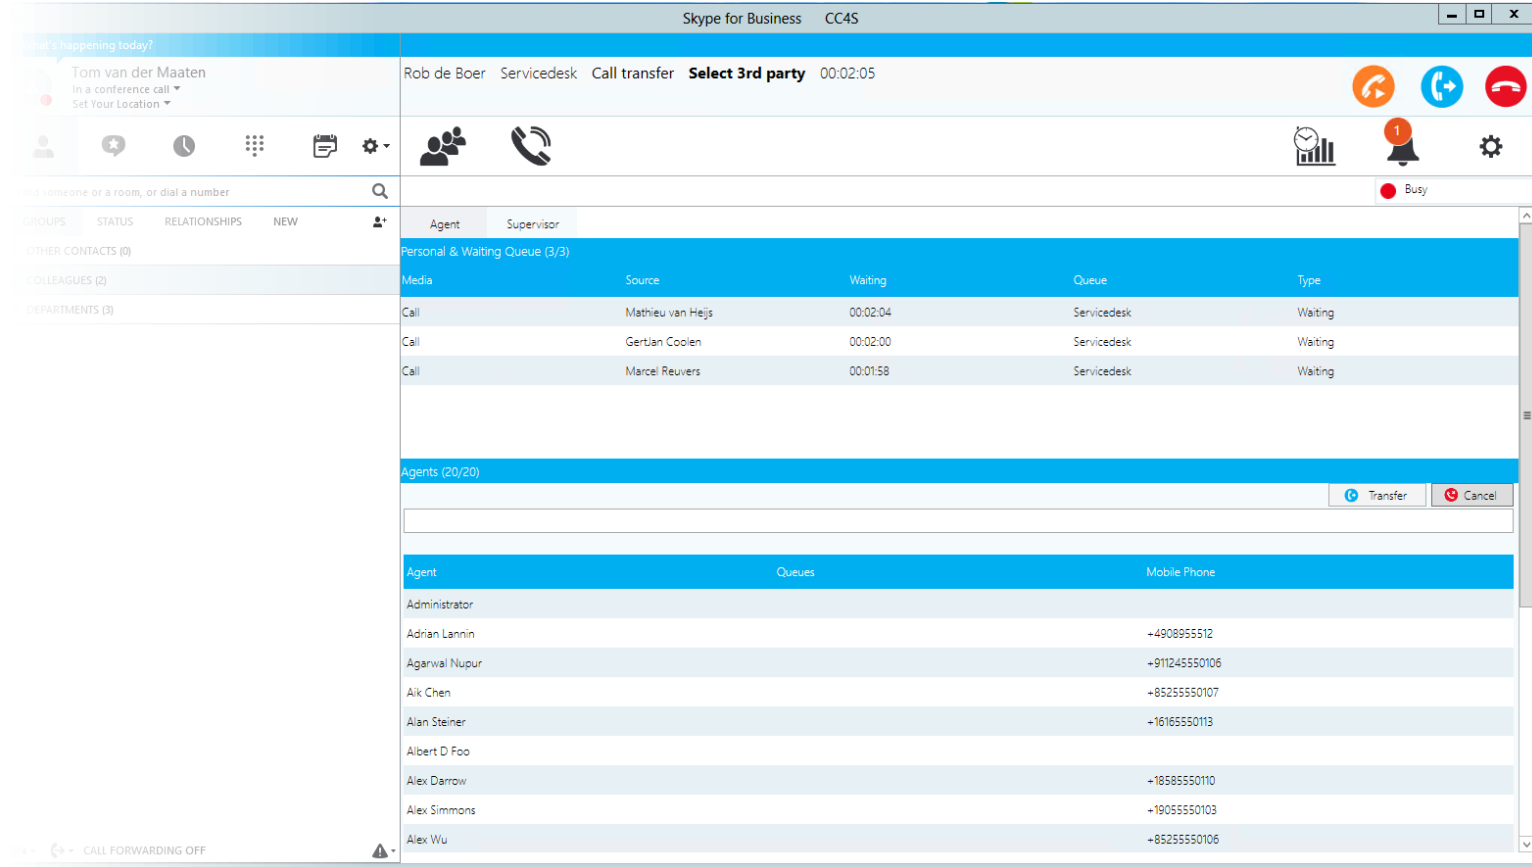 Skype for Business CC4S
What's happening today?
Tom van der Maaten
In a conference call
Set Your Location
Rob de Boer Servicedesk Call transfer Select 3rd party 00:02:05
1
Find someone or a room, or dial a number
Busy
GROUPS STATUS RELATIONSHIPS NEW
OTHER CONTACTS (0)
COLLEAGUES (2)
DEPARTMENTS (3)
Agent Supervisor
Personal & Waiting Queue (3/3)
Media Source Waiting Queue Type
Call Mathieu van Heijs 00:02:04 Servicedesk Waiting
Call GertJan Coolen 00:02:00 Servicedesk Waiting
Call Marcel Reuvers 00:01:58 Servicedesk Waiting
Agents (20/20)
Transfer Cancel
Agent Queues Mobile Phone
Administrator
Adrian Lannin +4908955512
Agarwal Nupur +911245550106
Aik Chen +85255550107
Alan Steiner +16165550113
Albert D Foo
Alex Darrow +18585550110
Alex Simmons +19055550103
Alex Wu +85255550106
CALL FORWARDING OFF